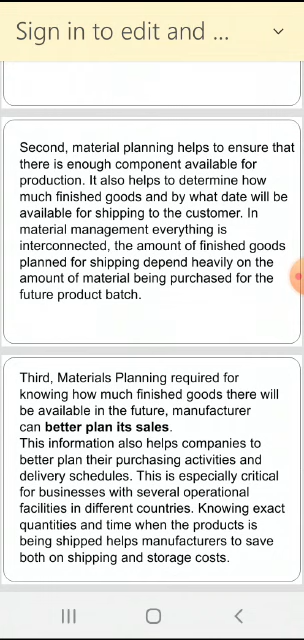 Sign in to edit and ...
Second, material planning helps to ensure that
there is enough component available for
production. It also helps to determine how
much finished goods and by what date will be
available for shipping to the customer. In
material management everything is
interconnected, the amount of finished goods
planned for shipping depend heavily on the
amount of material being purchased for the
future product batch.
Third, Materials Planning required for
knowing how much finished goods there will
be available in the future, manufacturer
can better plan its sales.
This information also helps companies to
better plan their purchasing activities and
delivery schedules. This is especially critical
for businesses with several operational
facilities in different countries. Knowing exact
quantities and time when the products is
being shipped helps manufacturers to save
both on shipping and storage costs.